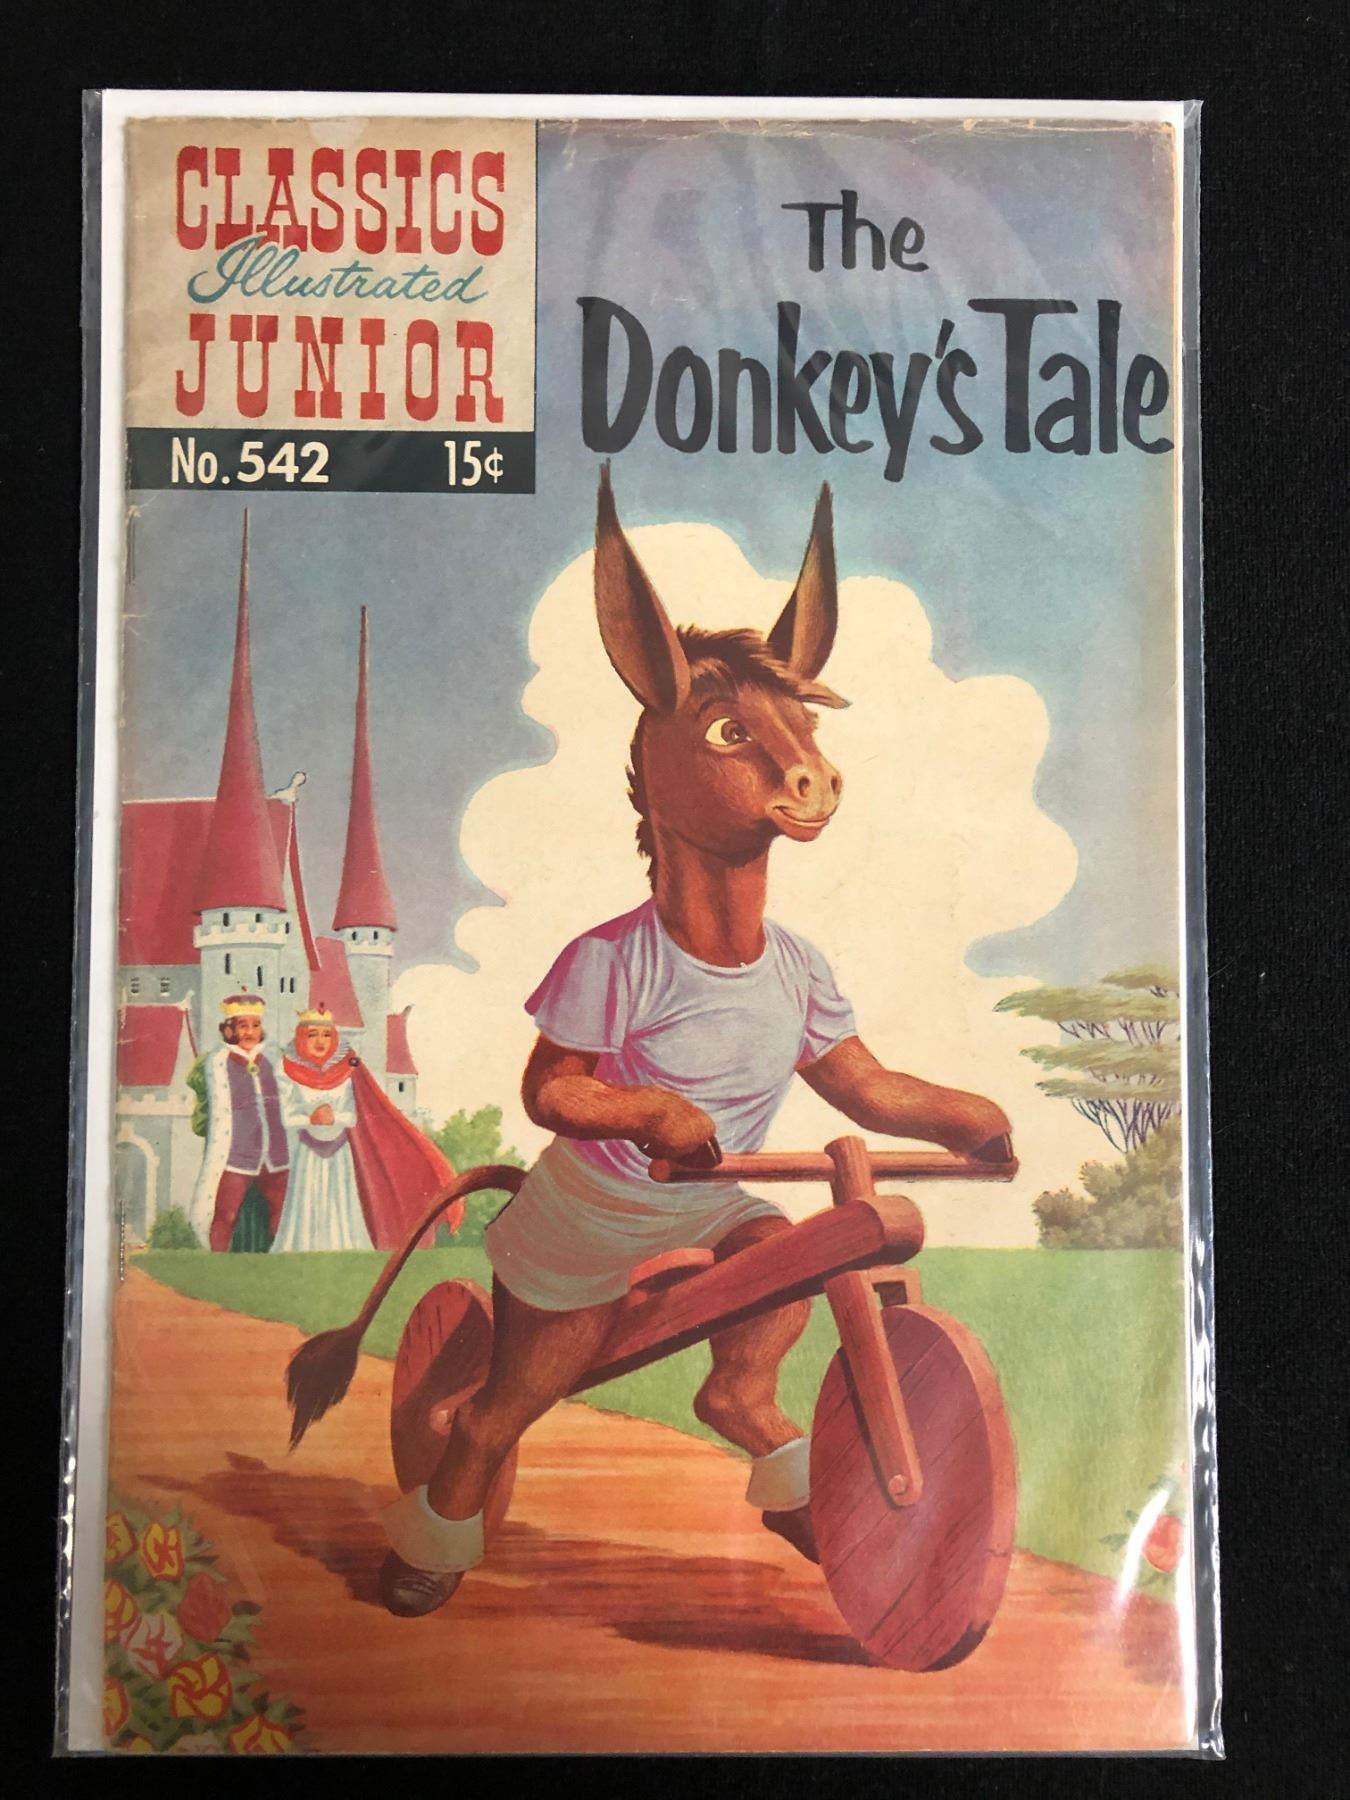 CLASSICS
Illustrated
JUNIOR
No. 542 15¢
The
Donkey's Tale